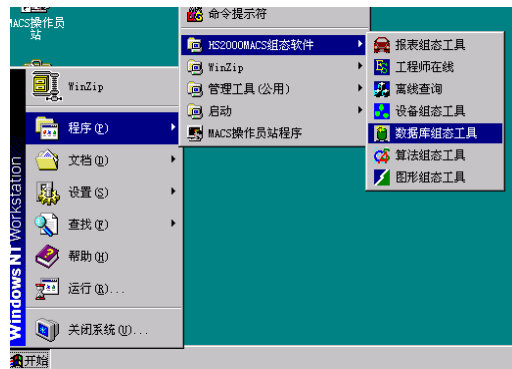 MACS操作员
站
命令提示符
HS2000MACS组态软件
WinZip
管理工具(公用)
启动
MACS操作员站程序
报表组态工具
工程师在线
离线查询
设备组态工具
数据库组态工具
算法组态工具
图形组态工具
WinZip
程序(P)
文档(D)
设置(S)
查找(F)
帮助(H)
运行(R)...
关闭系统(U)...
Windows NT Workstation
开始